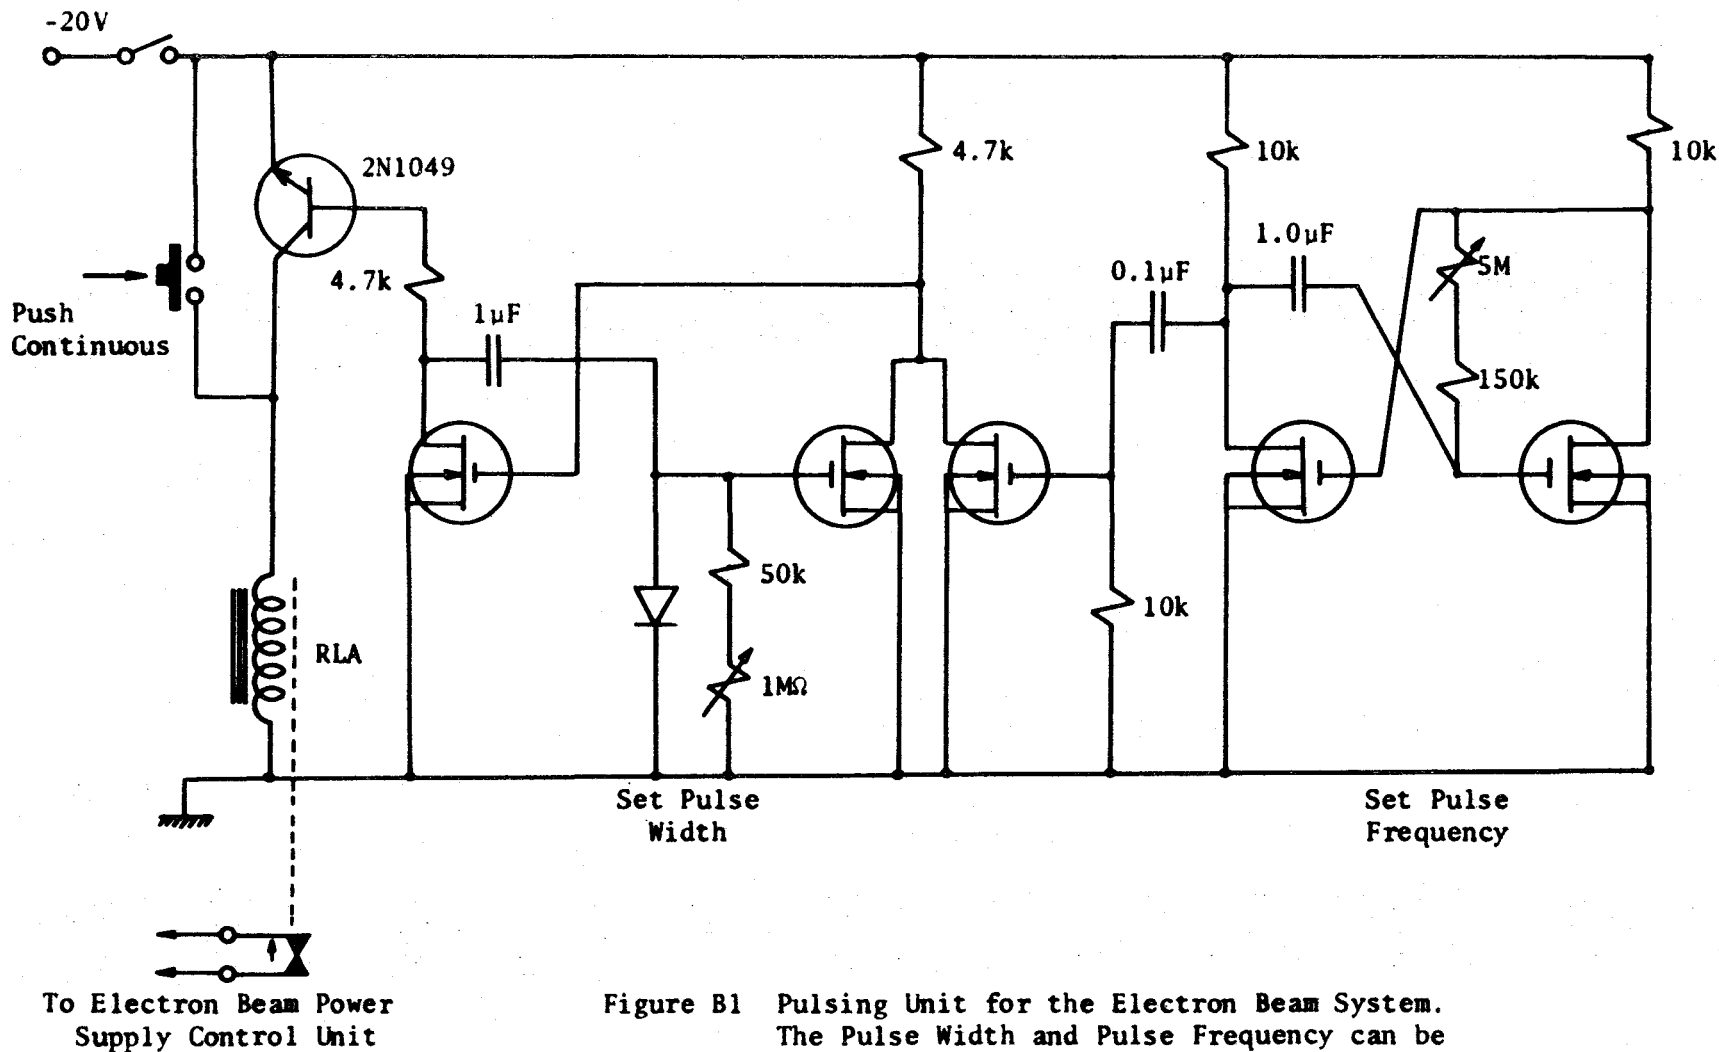 -20V
2N1049
4.7k
10k
10k
Push
Continuous
4.7k
1µF
0.1µF
1.0µF
5M
150k
50k
10k
RLA
1MΩ
Set Pulse
Width
Set Pulse
Frequency
To Electron Beam Power
Supply Control Unit
Figure B1 Pulsing Unit for the Electron Beam System.
The Pulse Width and Pulse Frequency can be